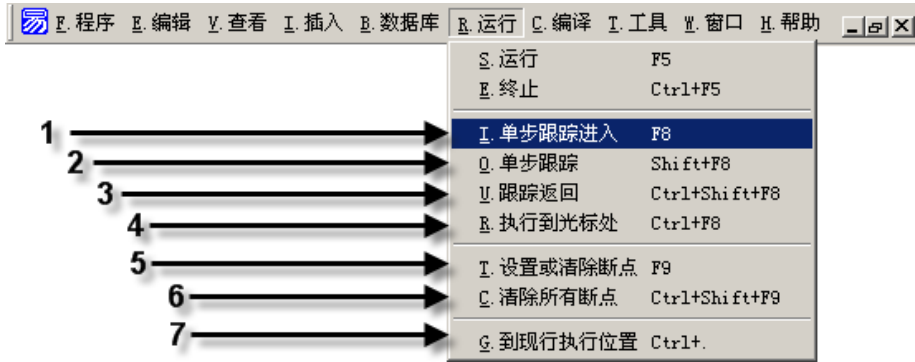 易 F.程序 E.编辑 V.查看 I.插入 B.数据库 R.运行 C.编译 T.工具 W.窗口 H.帮助
S.运行 F5
E.终止 Ctrl+F5
1 I.单步跟踪进入 F8
2 O.单步跟踪 Shift+F8
3 U.跟踪返回 Ctrl+Shift+F8
4 R.执行到光标处 Ctrl+F8
5 T.设置或清除断点 F9
6 C.清除所有断点 Ctrl+Shift+F9
7 G.到现行执行位置 Ctrl+.